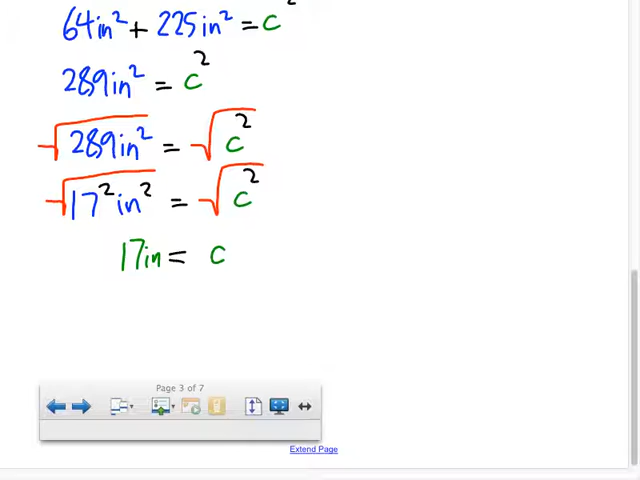 64in² + 225in² = c²
289in² = c²
√289in² = √c²
√17²in² = √c²
17in = c
Page 3 of 7
Extend Page